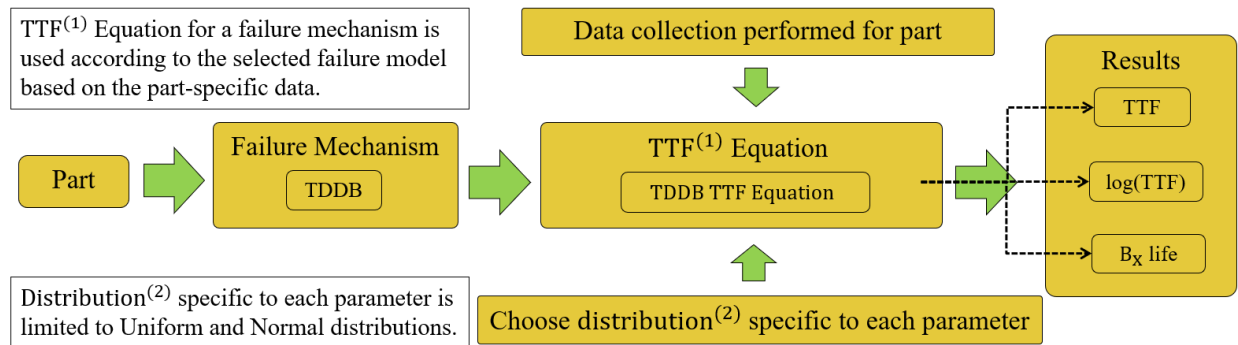 TTF⁽¹⁾ Equation for a failure mechanism is
used according to the selected failure model
based on the part-specific data.
Data collection performed for part
Part
Failure Mechanism
TDDB
TTF⁽¹⁾ Equation
TDDB TTF Equation
Results
TTF
log(TTF)
Bₓ life
Distribution⁽²⁾ specific to each parameter is
limited to Uniform and Normal distributions.
Choose distribution⁽²⁾ specific to each parameter